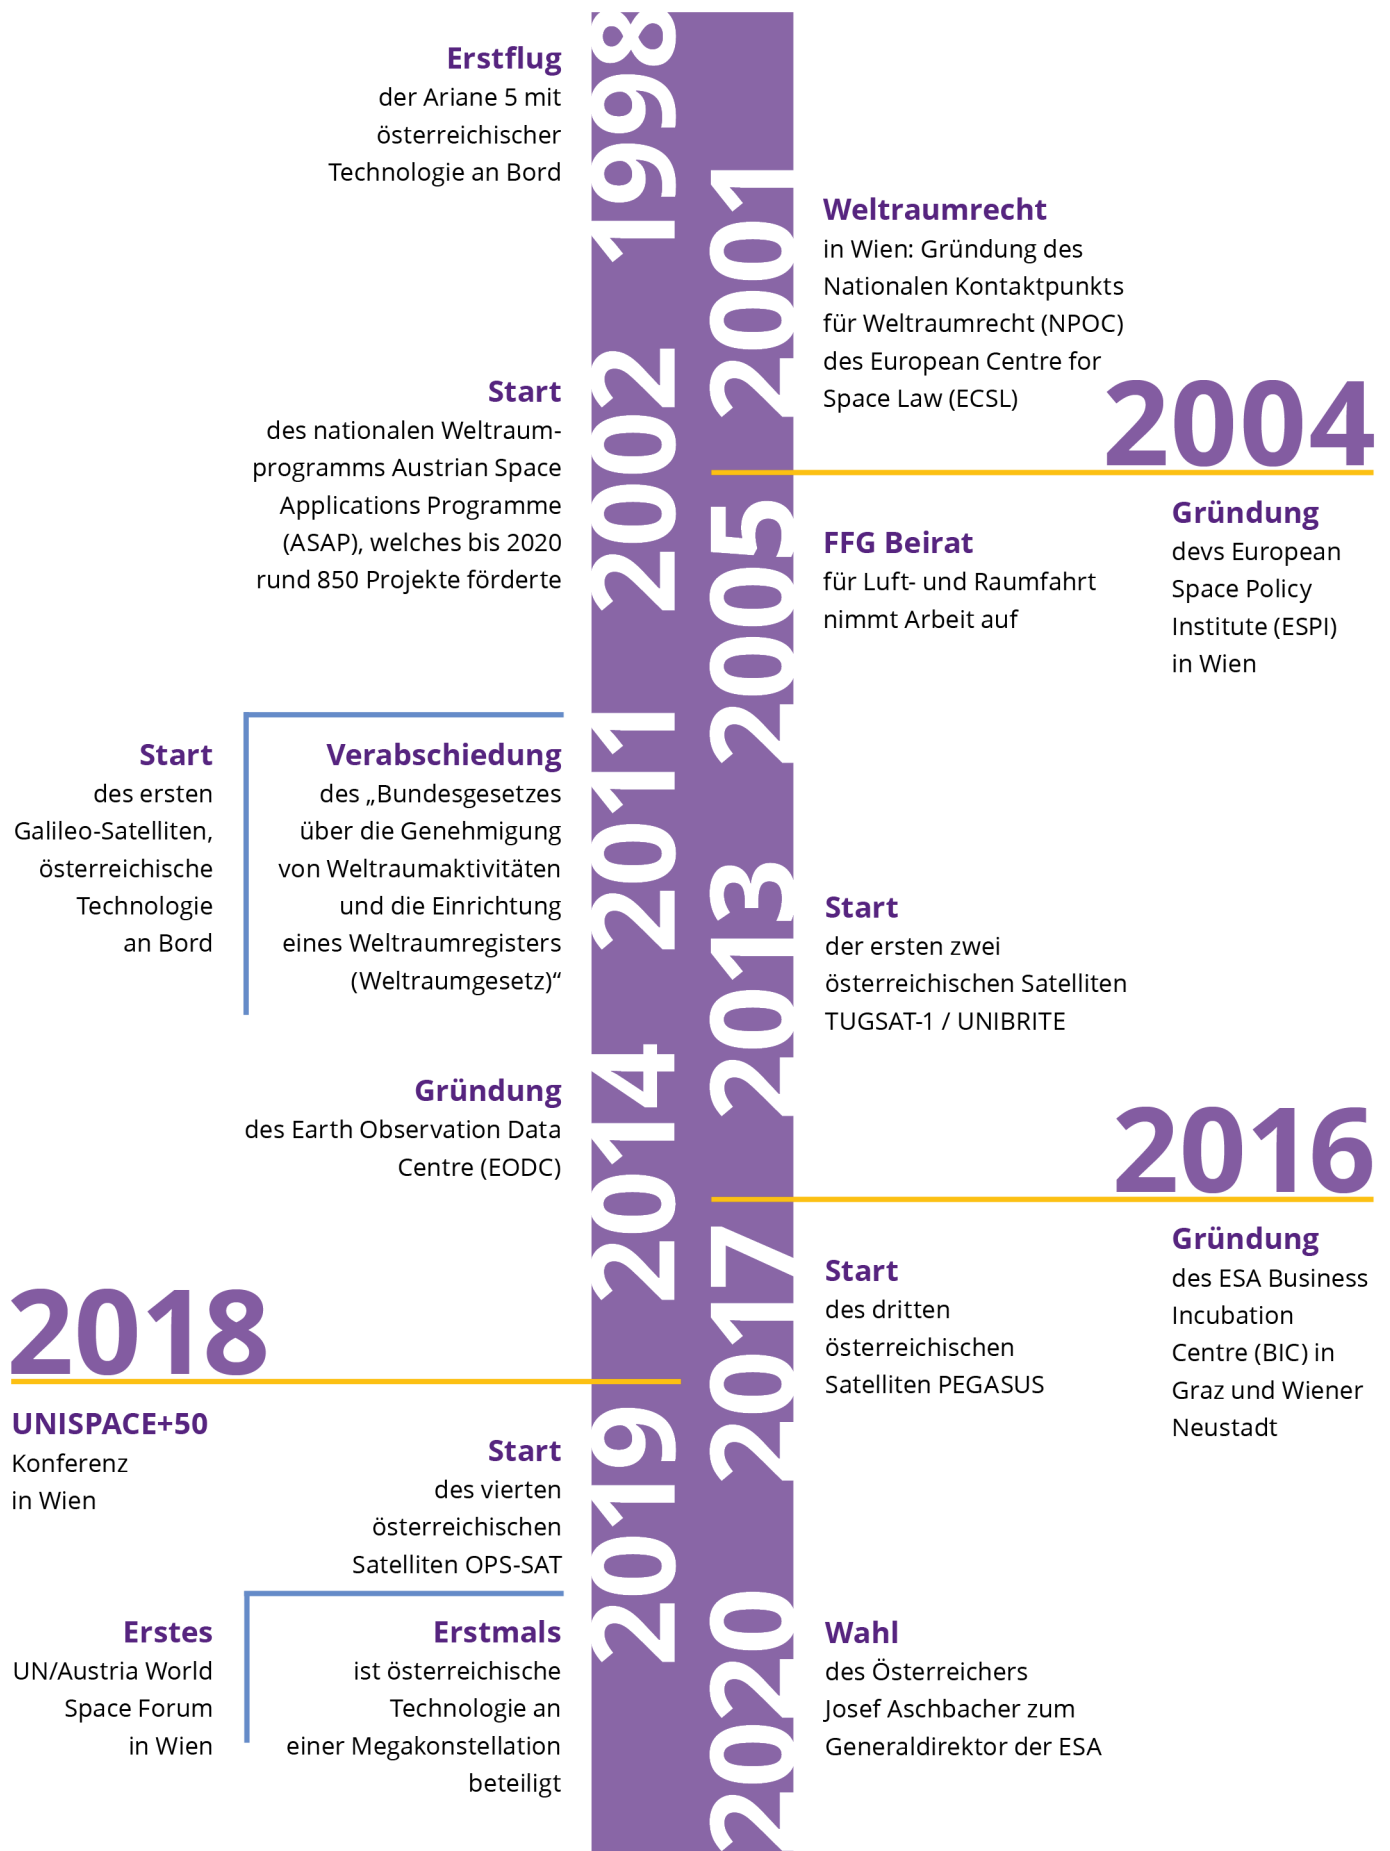 1998
Erstflug
der Ariane 5 mit
österreichischer
Technologie an Bord
2001
Weltraumrecht
in Wien: Gründung des
Nationalen Kontaktpunkts
für Weltraumrecht (NPOC)
des European Centre for
Space Law (ECSL)
2002
Start
des nationalen Weltraum-
programms Austrian Space
Applications Programme
(ASAP), welches bis 2020
rund 850 Projekte förderte
2004
Gründung
devs European
Space Policy
Institute (ESPI)
in Wien
2005
FFG Beirat
für Luft- und Raumfahrt
nimmt Arbeit auf
2011
Start
des ersten
Galileo-Satelliten,
österreichische
Technologie
an Bord
Verabschiedung
des „Bundesgesetzes
über die Genehmigung
von Weltraumaktivitäten
und die Einrichtung
eines Weltraumregisters
(Weltraumgesetz)“
2013
Start
der ersten zwei
österreichischen Satelliten
TUGSAT-1 / UNIBRITE
2014
Gründung
des Earth Observation Data
Centre (EODC)
2016
Gründung
des ESA Business
Incubation
Centre (BIC) in
Graz und Wiener
Neustadt
2017
Start
des dritten
österreichischen
Satelliten PEGASUS
2018
UNISPACE+50
Konferenz
in Wien
2019
Start
des vierten
österreichischen
Satelliten OPS-SAT
Erstes
UN/Austria World
Space Forum
in Wien
Erstmals
ist österreichische
Technologie an
einer Megakonstellation
beteiligt
2020
Wahl
des Österreichers
Josef Aschbacher zum
Generaldirektor der ESA